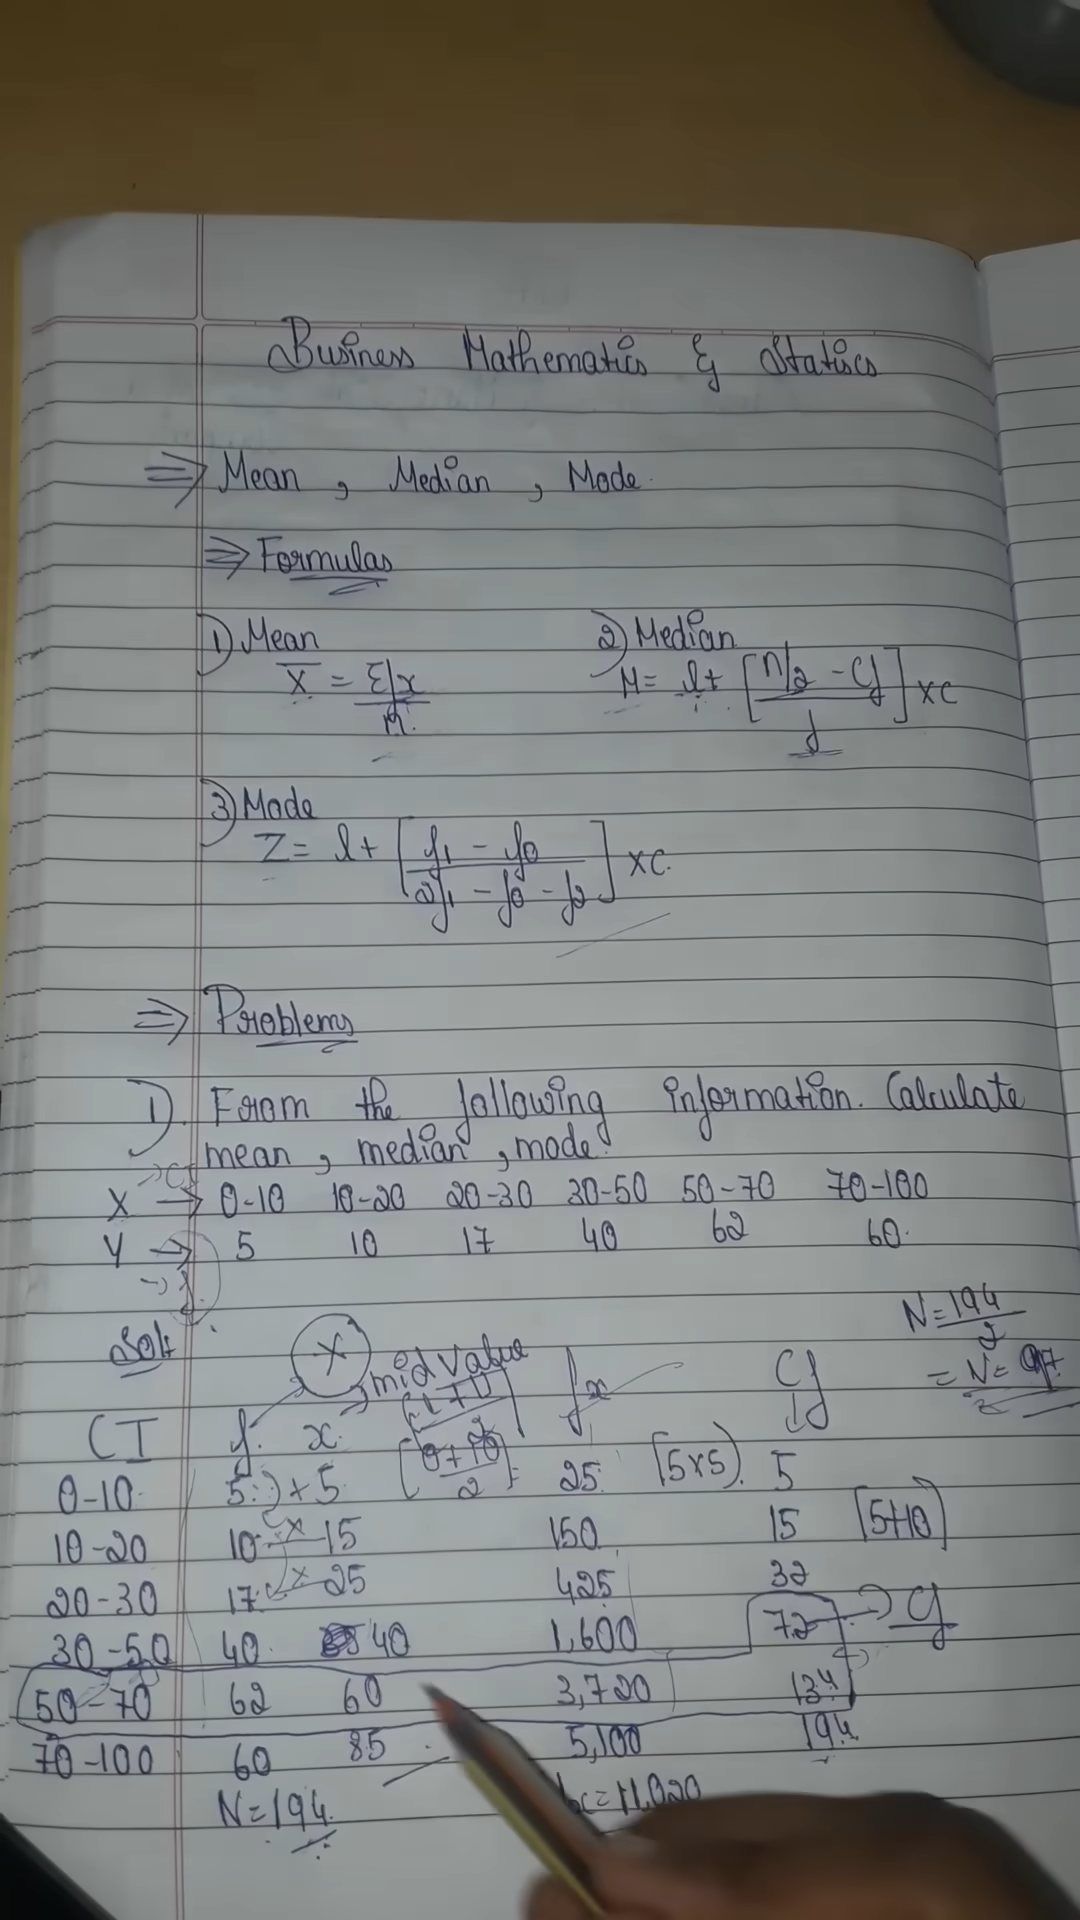 Business Mathematics & Statiscs
⇒ Mean , Median , Mode
⇒ Formulas
1) Mean 2) Median
X̄ = Σfx/n M = l + [n/2 - Cf / f] × C
3) Mode
Z = l + [f1 - f0 / 2f1 - f0 - f2] × C.
⇒ Problems
1). From the following information. Calculate
mean , median , mode.
X → 0-10 10-20 20-30 30-50 50-70 70-100
Y → 5 10 17 40 62 60.
→ f
N = 194/2
= N = 97
Sol:
X mid value fx Cf
CI f. x.
0-10 5 × 5 [0+10/2] = 25 [5×5]. 5
10-20 10 × 15 150 15 [5+10]
20-30 17 × 25 425 32
30-50 40 40 1,600 72 → Cf
50-70 62 60 3,720 134
70-100 60 85 5,100 194
N = 194 = 11,020